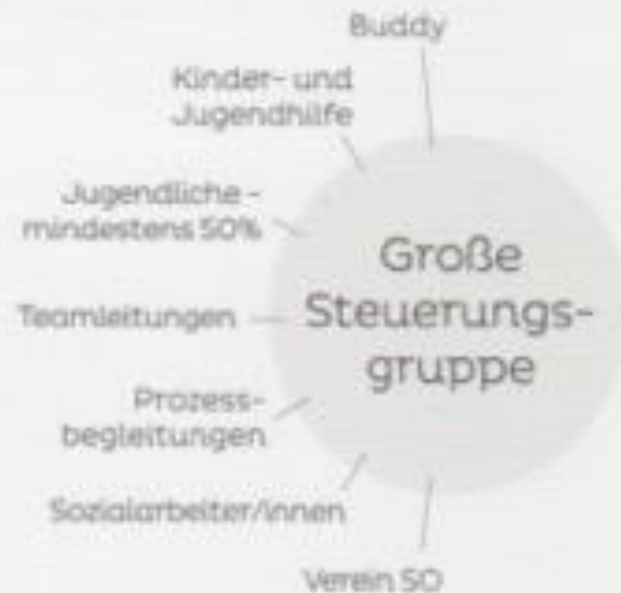 Buddy
Kinder- und
Jugendhilfe
Jugendliche -
mindestens 50%
Teamleitungen
Große
Steuerungs-
gruppe
Prozess-
begleitungen
Sozialarbeiter/innen
Verein SO